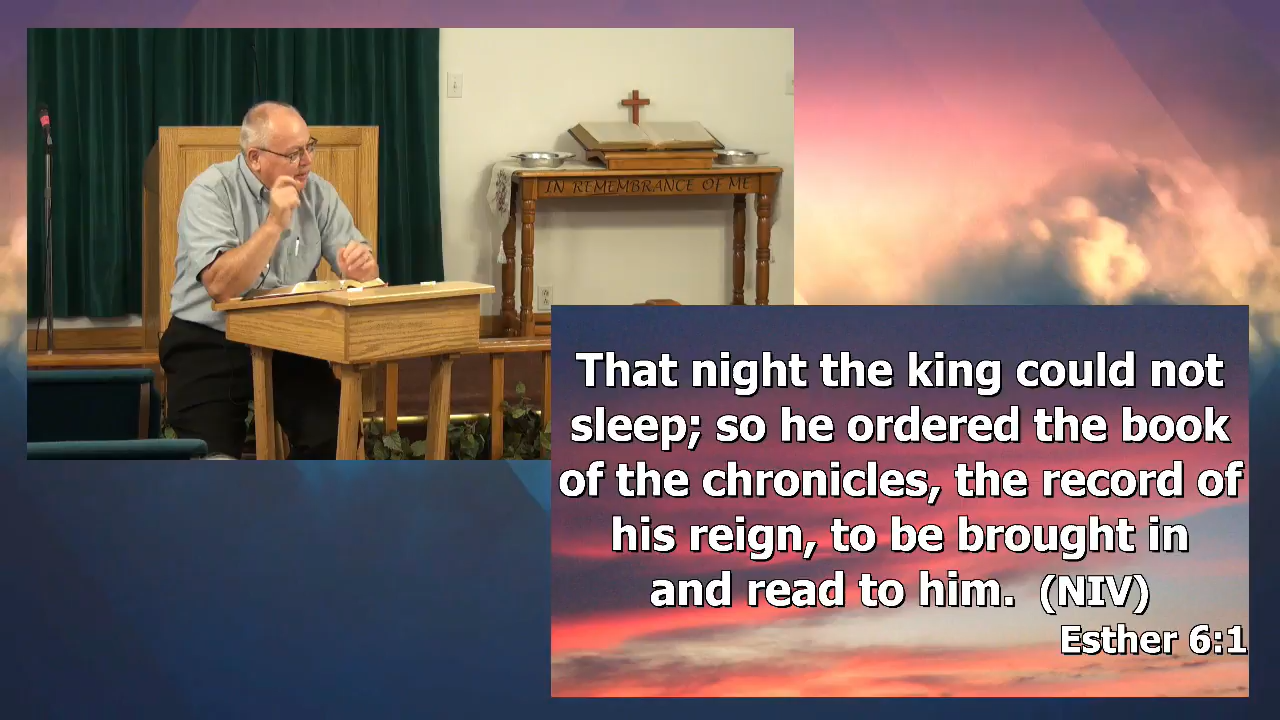 IN REMEMBRANCE OF ME
That night the king could not
sleep; so he ordered the book
of the chronicles, the record of
his reign, to be brought in
and read to him. (NIV)
Esther 6:1